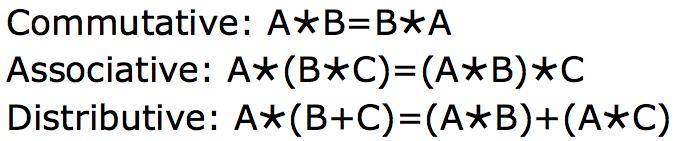 Commutative: A★B=B★A
Associative: A★(B★C)=(A★B)★C
Distributive: A★(B+C)=(A★B)+(A★C)